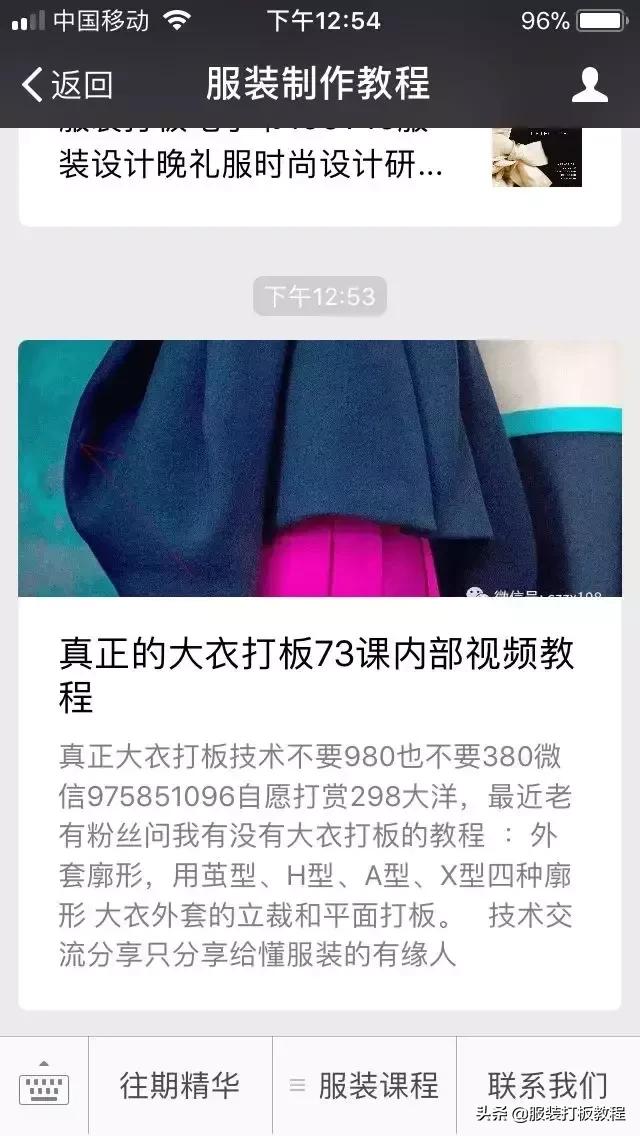 中国移动 下午12:54 96%
返回 服装制作教程
装设计晚礼服时尚设计研...
下午12:53
真正的大衣打板73课内部视频教
程
真正大衣打板技术不要980也不要380微
信975851096自愿打赏298大洋，最近老
有粉丝问我有没有大衣打板的教程 ：外
套廓形，用茧型、H型、A型、X型四种廓
形 大衣外套的立裁和平面打板。 技术交
流分享只分享给懂服装的有缘人
往期精华 服装课程 联系我们
头条 @服装打板教程